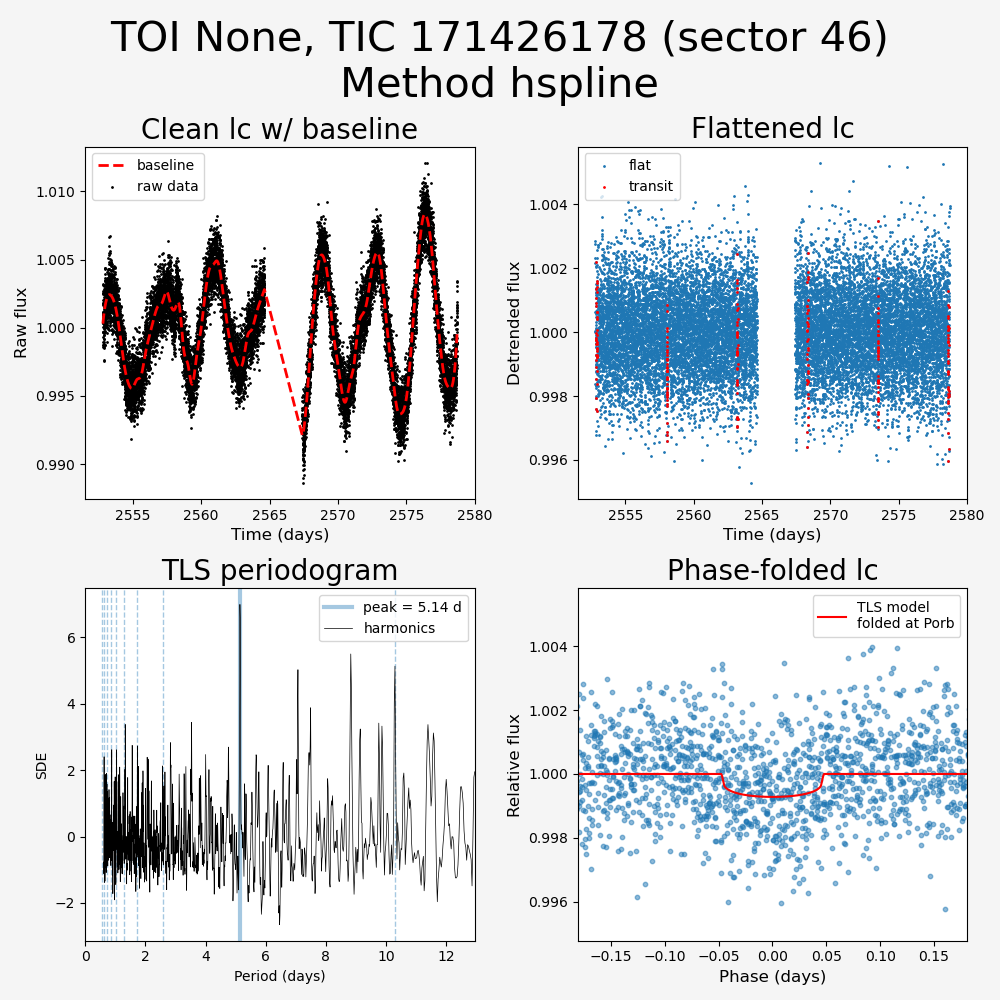 TOI None, TIC 171426178 (sector 46)
Method hspline
Clean lc w/ baseline
Flattened lc
baseline
raw data
flat
transit
1.010
1.005
1.000
0.995
0.990
Raw flux
1.004
1.002
1.000
0.998
0.996
Detrended flux
2555 2560 2565 2570 2575 2580
Time (days)
2555 2560 2565 2570 2575 2580
Time (days)
TLS periodogram
Phase-folded lc
peak = 5.14 d
harmonics
TLS model
folded at Porb
6
4
2
0
−2
SDE
1.004
1.002
1.000
0.998
0.996
Relative flux
0 2 4 6 8 10 12
Period (days)
−0.15 −0.10 −0.05 0.00 0.05 0.10 0.15
Phase (days)